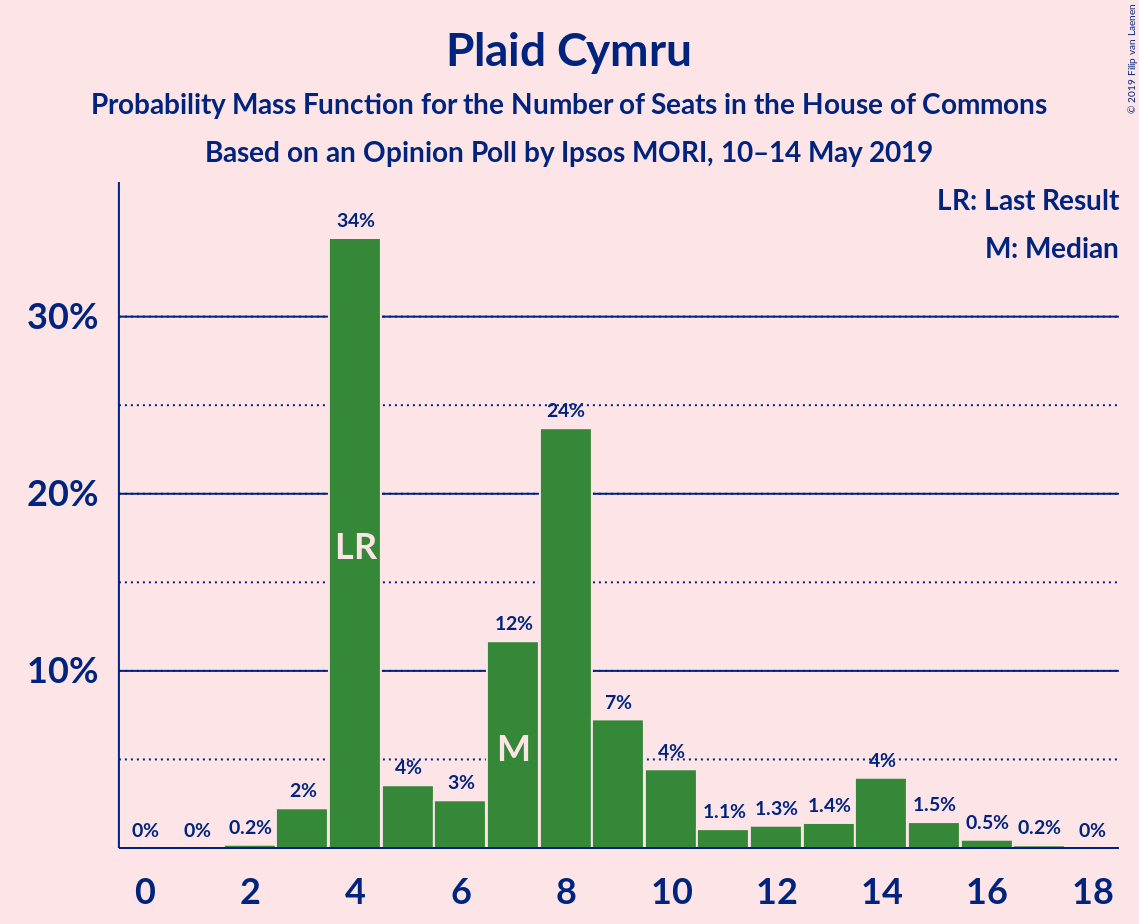 Plaid Cymru
Probability Mass Function for the Number of Seats in the House of Commons
Based on an Opinion Poll by Ipsos MORI, 10–14 May 2019
© 2019 Filip van Laenen
LR: Last Result
M: Median
30%
20%
10%
0%
0%
0.2%
2%
34%
4%
3%
12%
24%
7%
4%
1.1%
1.3%
1.4%
4%
1.5%
0.5%
0.2%
0%
LR
M
0 2 4 6 8 10 12 14 16 18